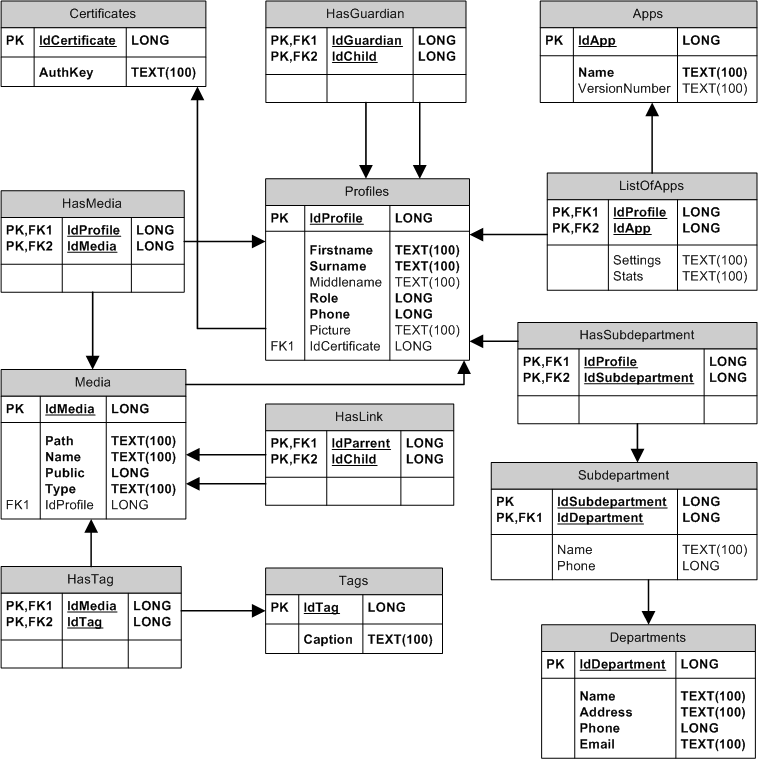 Certificates
PK IdCertificate LONG
AuthKey TEXT(100)
HasGuardian
PK,FK1 IdGuardian LONG
PK,FK2 IdChild LONG
Apps
PK IdApp LONG
Name TEXT(100)
VersionNumber TEXT(100)
HasMedia
PK,FK1 IdProfile LONG
PK,FK2 IdMedia LONG
Profiles
PK IdProfile LONG
Firstname TEXT(100)
Surname TEXT(100)
Middlename TEXT(100)
Role LONG
Phone LONG
Picture TEXT(100)
FK1 IdCertificate LONG
ListOfApps
PK,FK1 IdProfile LONG
PK,FK2 IdApp LONG
Settings TEXT(100)
Stats TEXT(100)
HasSubdepartment
PK,FK1 IdProfile LONG
PK,FK2 IdSubdepartment LONG
Media
PK IdMedia LONG
Path TEXT(100)
Name TEXT(100)
Public LONG
Type TEXT(100)
FK1 IdProfile LONG
HasLink
PK,FK1 IdParent LONG
PK,FK2 IdChild LONG
Subdepartment
PK IdSubdepartment LONG
PK,FK1 IdDepartment LONG
Name TEXT(100)
Phone LONG
HasTag
PK,FK1 IdMedia LONG
PK,FK2 IdTag LONG
Tags
PK IdTag LONG
Caption TEXT(100)
Departments
PK IdDepartment LONG
Name TEXT(100)
Address TEXT(100)
Phone LONG
Email TEXT(100)